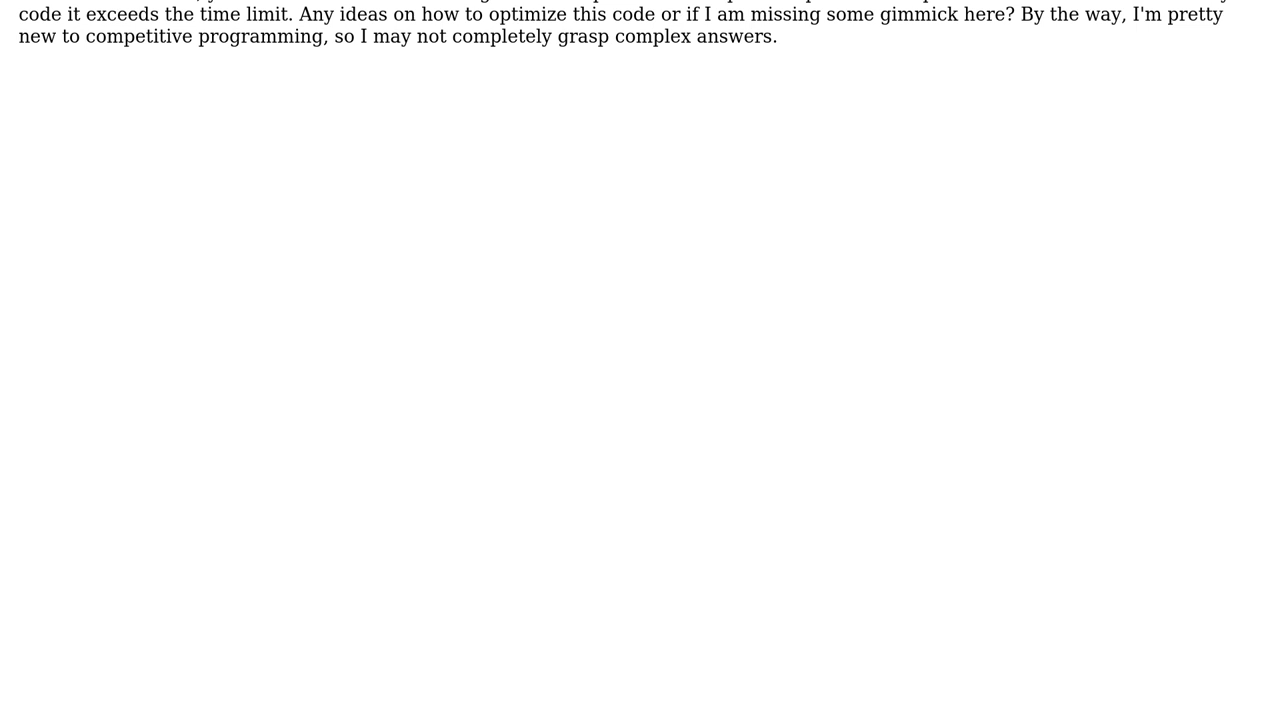 code it exceeds the time limit. Any ideas on how to optimize this code or if I am missing some gimmick here? By the way, I'm pretty
new to competitive programming, so I may not completely grasp complex answers.